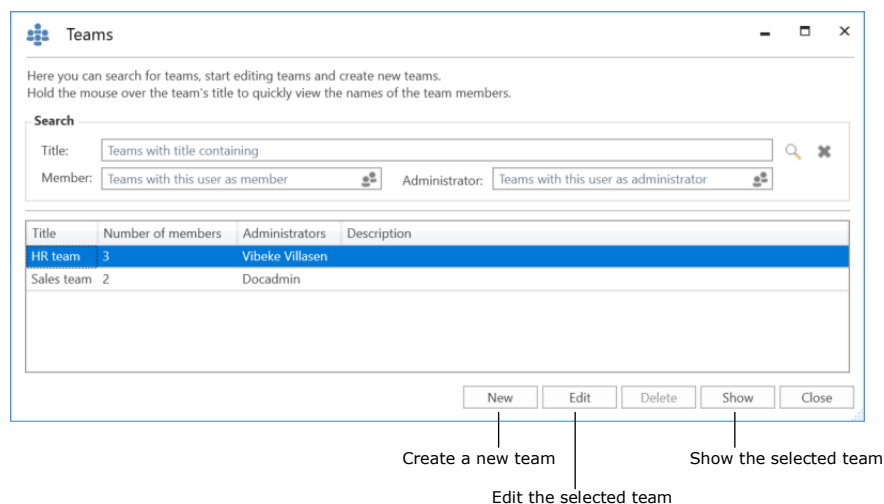 Teams
Here you can search for teams, start editing teams and create new teams.
Hold the mouse over the team's title to quickly view the names of the team members.
Search
Title: Teams with title containing
Member: Teams with this user as member Administrator: Teams with this user as administrator
Title Number of members Administrators Description
HR team 3 Vibeke Villasen
Sales team 2 Docadmin
New Edit Delete Show Close
Create a new team Show the selected team
Edit the selected team